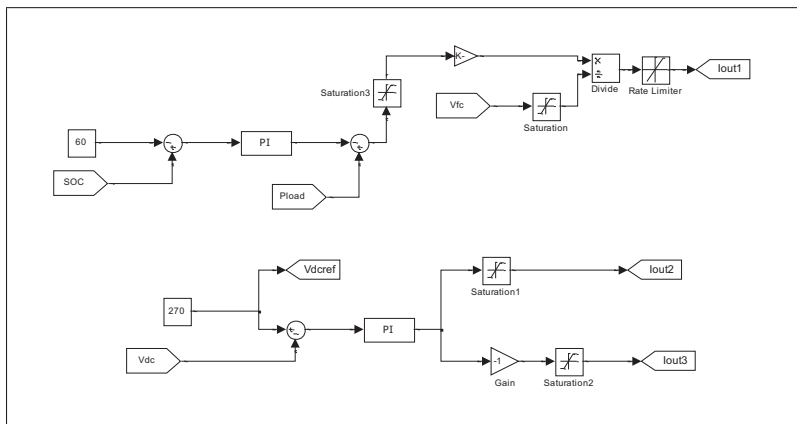 K-
Iout1
Saturation3
Divide
Rate Limiter
Vfc
Saturation
60
PI
SOC
Pload
Vdcref
Iout2
Saturation1
270
PI
Vdc
-1
Iout3
Gain
Saturation2